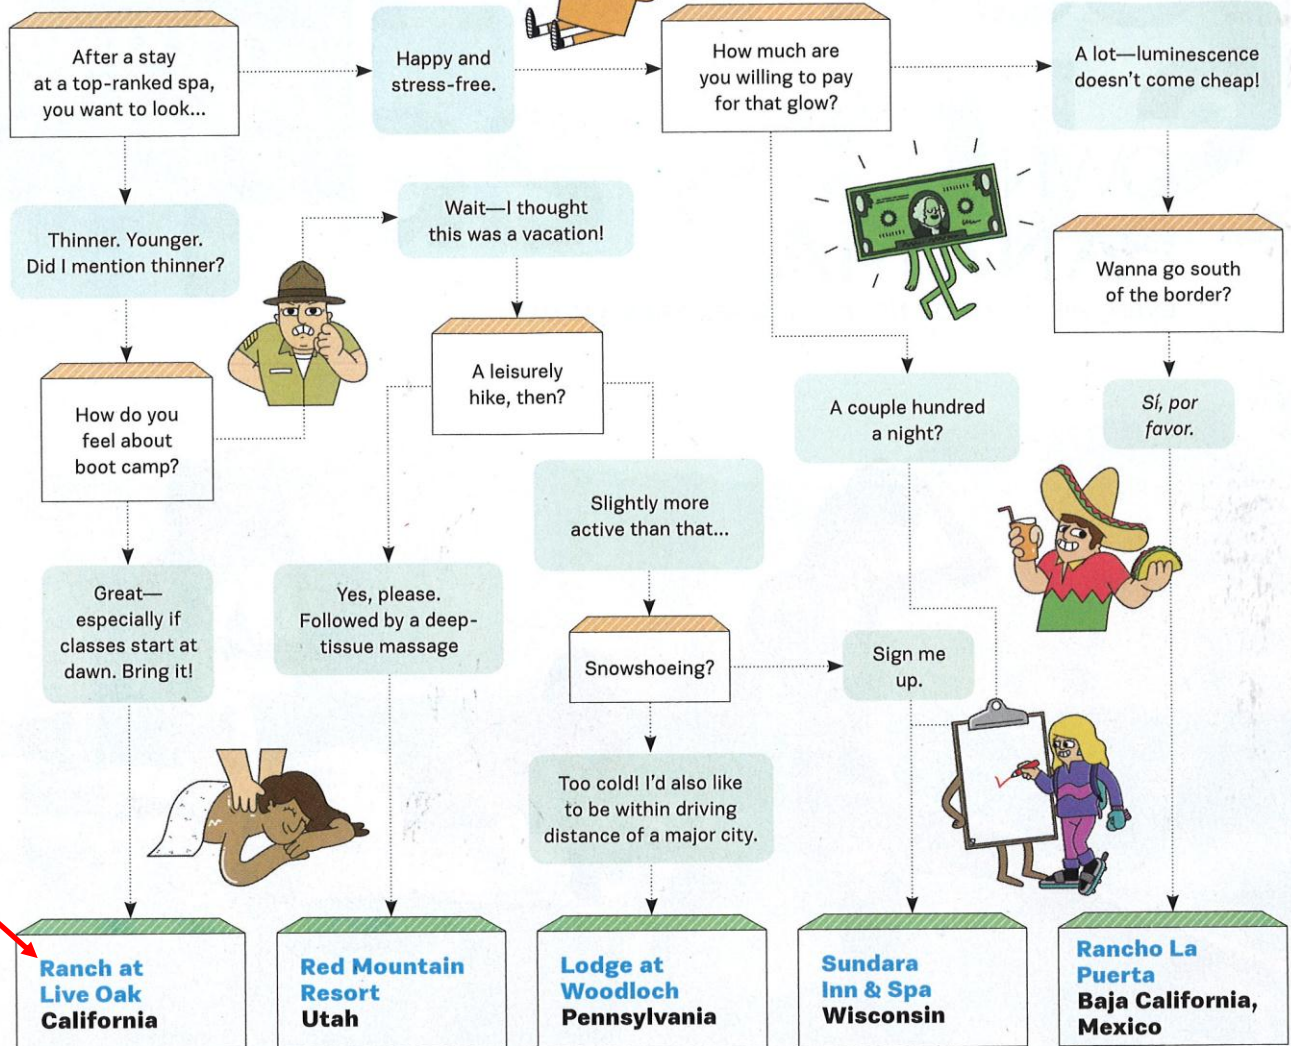 After a stay
at a top-ranked spa,
you want to look...
Happy and
stress-free.
How much are
you willing to pay
for that glow?
A lot—luminescence
doesn't come cheap!
Thinner. Younger.
Did I mention thinner?
Wait—I thought
this was a vacation!
Wanna go south
of the border?
How do you
feel about
boot camp?
A leisurely
hike, then?
A couple hundred
a night?
Sí, por
favor.
Slightly more
active than that...
Great—
especially if
classes start at
dawn. Bring it!
Yes, please.
Followed by a deep-
tissue massage
Snowshoeing?
Sign me
up.
Too cold! I'd also like
to be within driving
distance of a major city.
Ranch at
Live Oak
California
Red Mountain
Resort
Utah
Lodge at
Woodloch
Pennsylvania
Sundara
Inn & Spa
Wisconsin
Rancho La
Puerta
Baja California,
Mexico